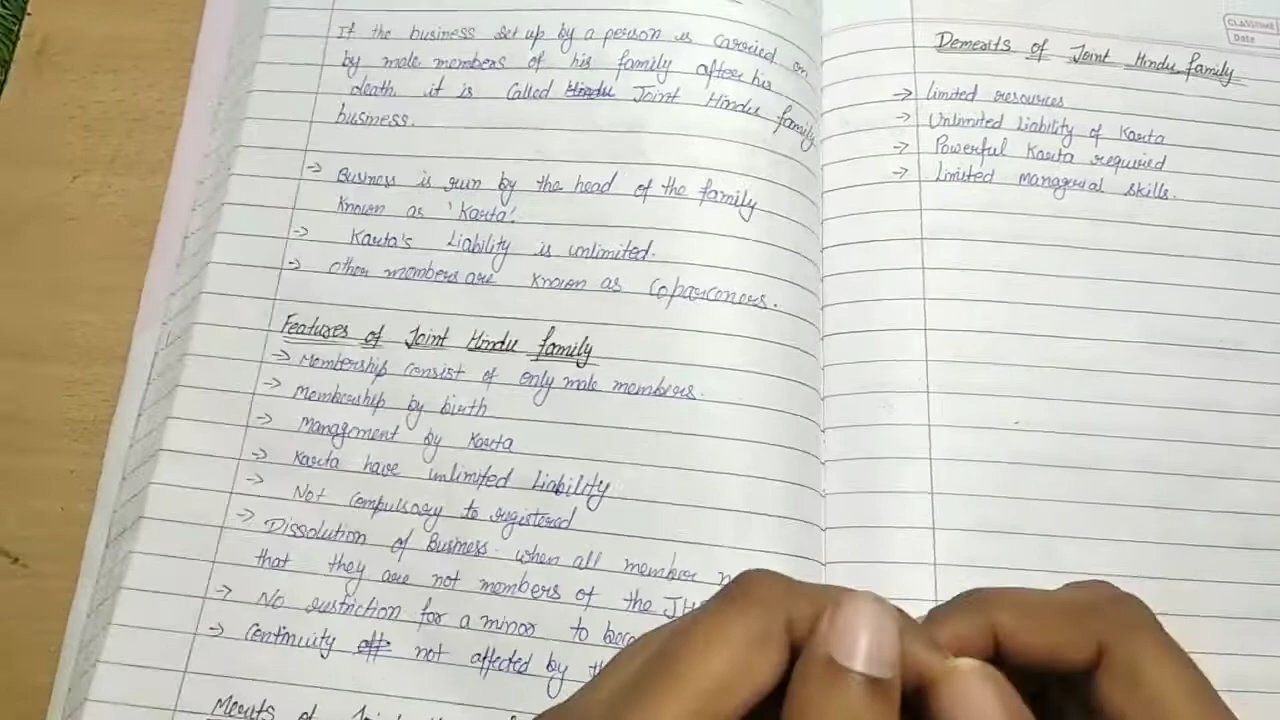 If the business set up by a person is carried on
by male members of his family after his
death, it is called Hindu Joint Hindu family
business.
→ Business is run by the head of the family
known as 'Karta'.
→ Karta's Liability is unlimited.
→ Other members are known as Coparconers.
Features of Joint Hindu family
→ Membership consist of only male members.
→ Membership by birth
→ Management by Karta
→ Karta have unlimited Liability
→ Not Compulsory to registered
→ Dissolution of Business when all member
that they are not members of the
→ No restriction for a minor to
→ Continuity not affected by
Merits of
CLASSMATE
Date
Demerits of Joint Hindu family
→ limited resources
→ Unlimited Liability of Karta
→ Powerful Karta required
→ Limited managerial skills.